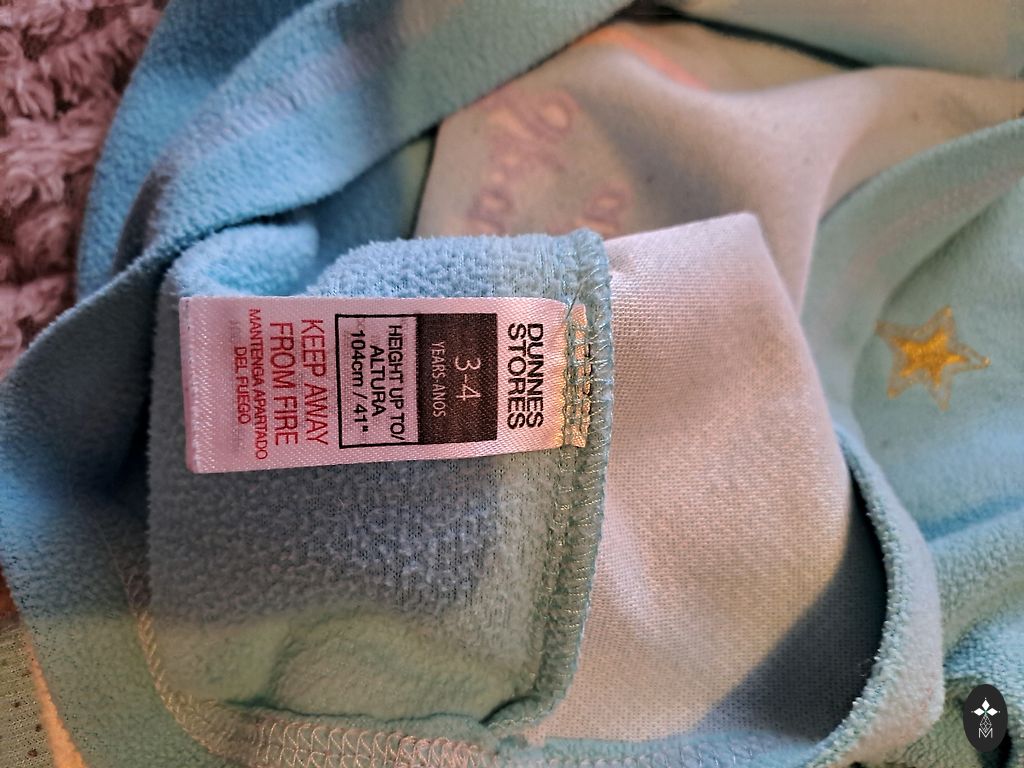 DUNNES
STORES
3-4
YEARS-AÑOS
HEIGHT UP TO/
ALTURA
104cm / 41"
KEEP AWAY
FROM FIRE
MANTENGA APARTADO
DEL FUEGO